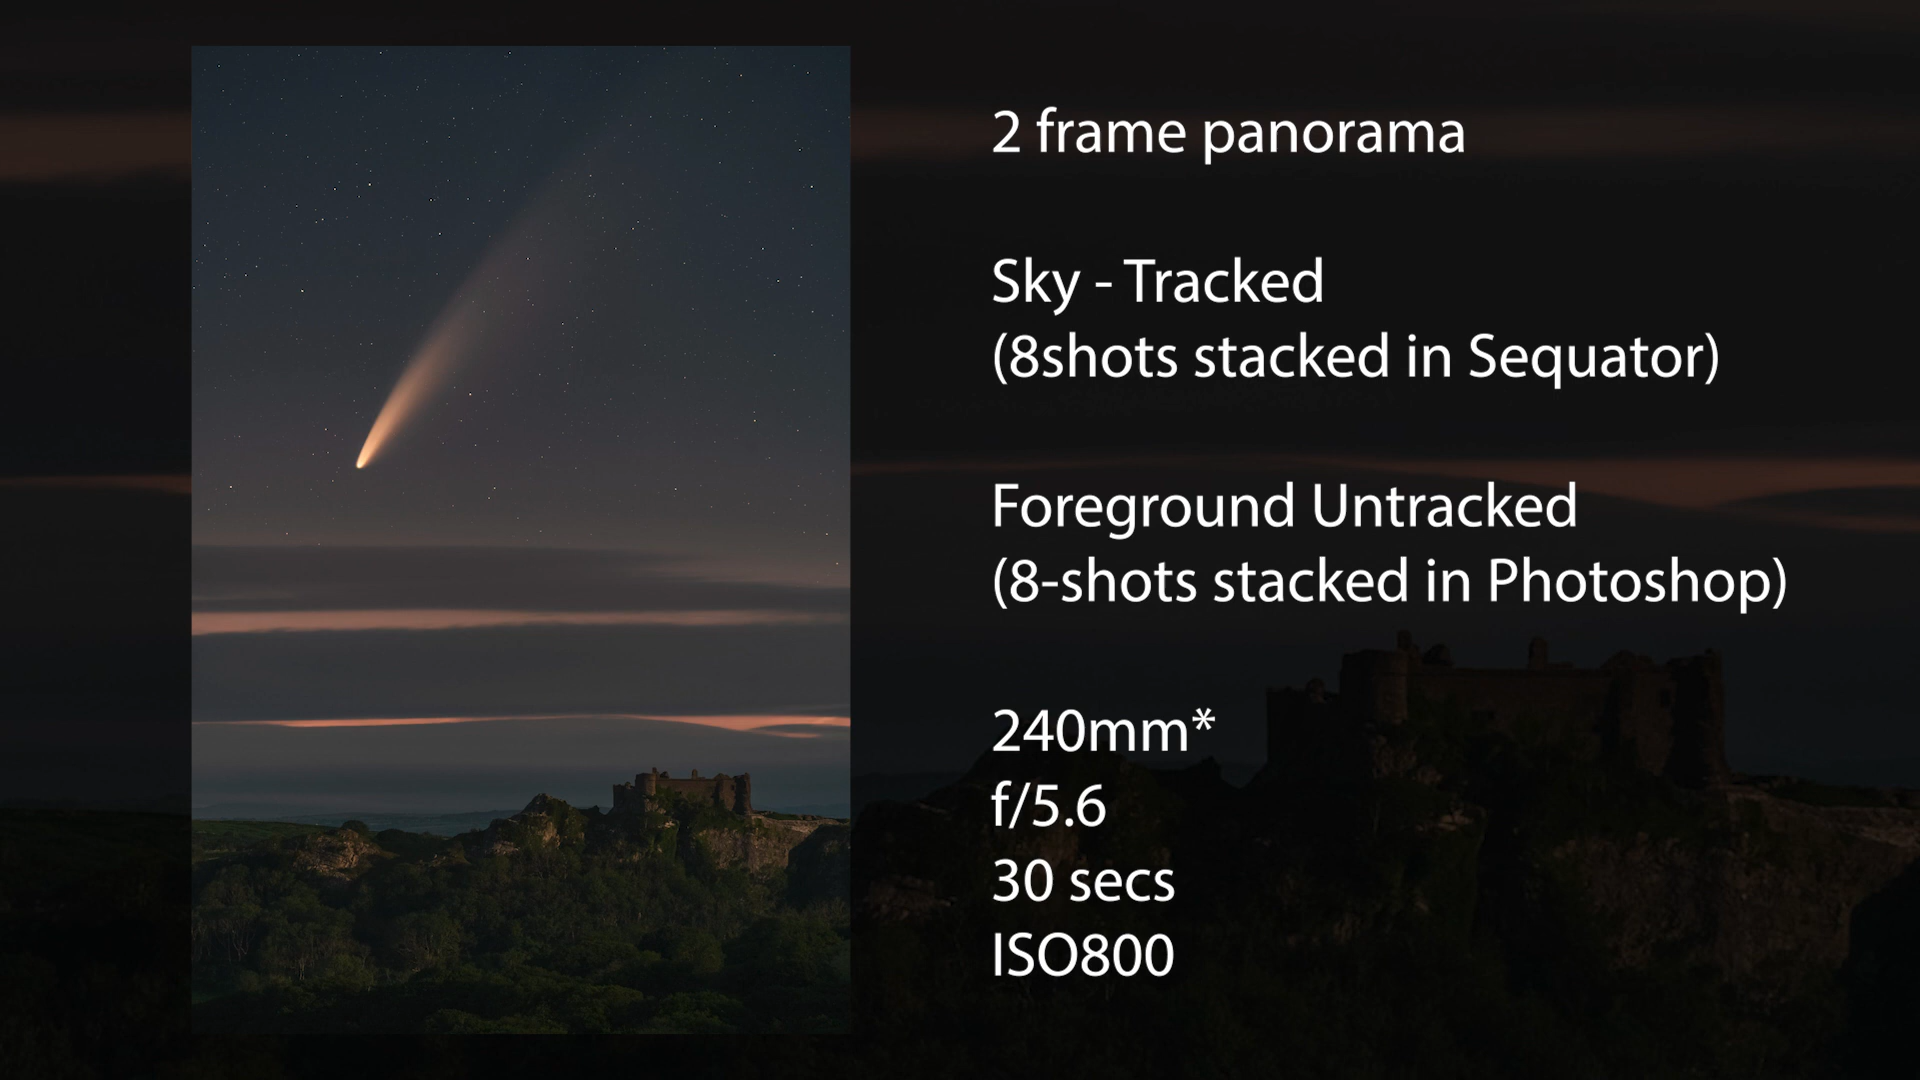 2 frame panorama
Sky - Tracked
(8shots stacked in Sequator)
Foreground Untracked
(8-shots stacked in Photoshop)
240mm*
f/5.6
30 secs
ISO800